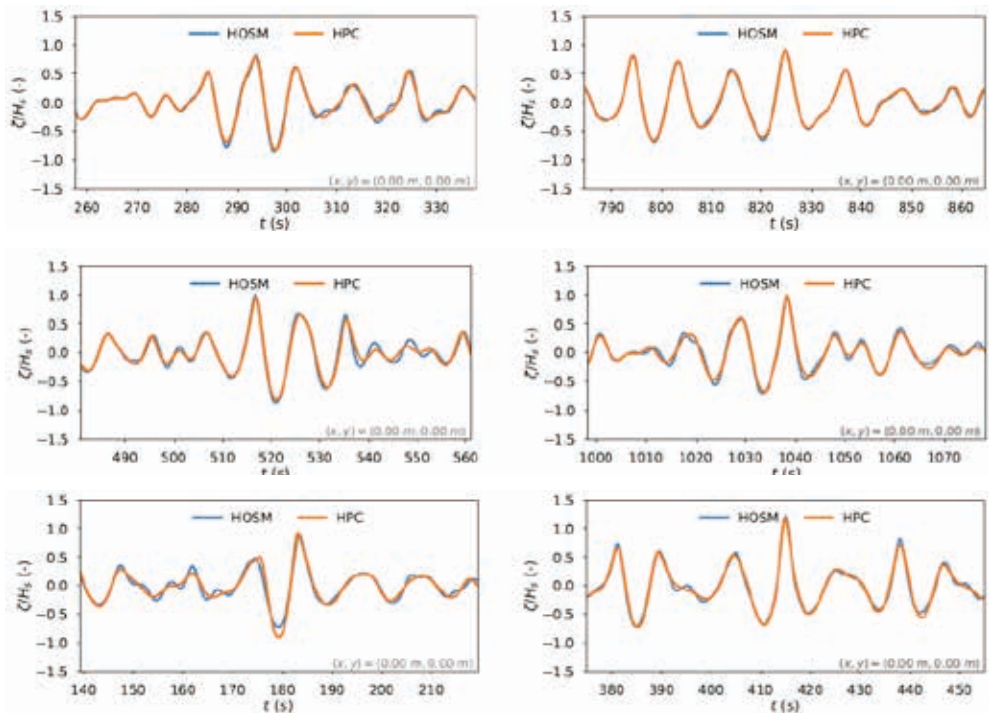 HOSM HPC
ζ/Hs (-)
1.5
1.0
0.5
0.0
−0.5
−1.0
−1.5
(x, y) = (0.00 m, 0.00 m)
260 270 280 290 300 310 320 330
t (s)
HOSM HPC
ζ/Hs (-)
1.5
1.0
0.5
0.0
−0.5
−1.0
−1.5
(x, y) = (0.00 m, 0.00 m)
790 800 810 820 830 840 850 860
t (s)
HOSM HPC
ζ/Hs (-)
1.5
1.0
0.5
0.0
−0.5
−1.0
−1.5
(x, y) = (0.00 m, 0.00 m)
490 500 510 520 530 540 550 560
t (s)
HOSM HPC
ζ/Hs (-)
1.5
1.0
0.5
0.0
−0.5
−1.0
−1.5
(x, y) = (0.00 m, 0.00 m)
1000 1010 1020 1030 1040 1050 1060 1070
t (s)
HOSM HPC
ζ/Hs (-)
1.5
1.0
0.5
0.0
−0.5
−1.0
−1.5
(x, y) = (0.00 m, 0.00 m)
140 150 160 170 180 190 200 210
t (s)
HOSM HPC
ζ/Hs (-)
1.5
1.0
0.5
0.0
−0.5
−1.0
−1.5
(x, y) = (0.00 m, 0.00 m)
380 390 400 410 420 430 440 450
t (s)